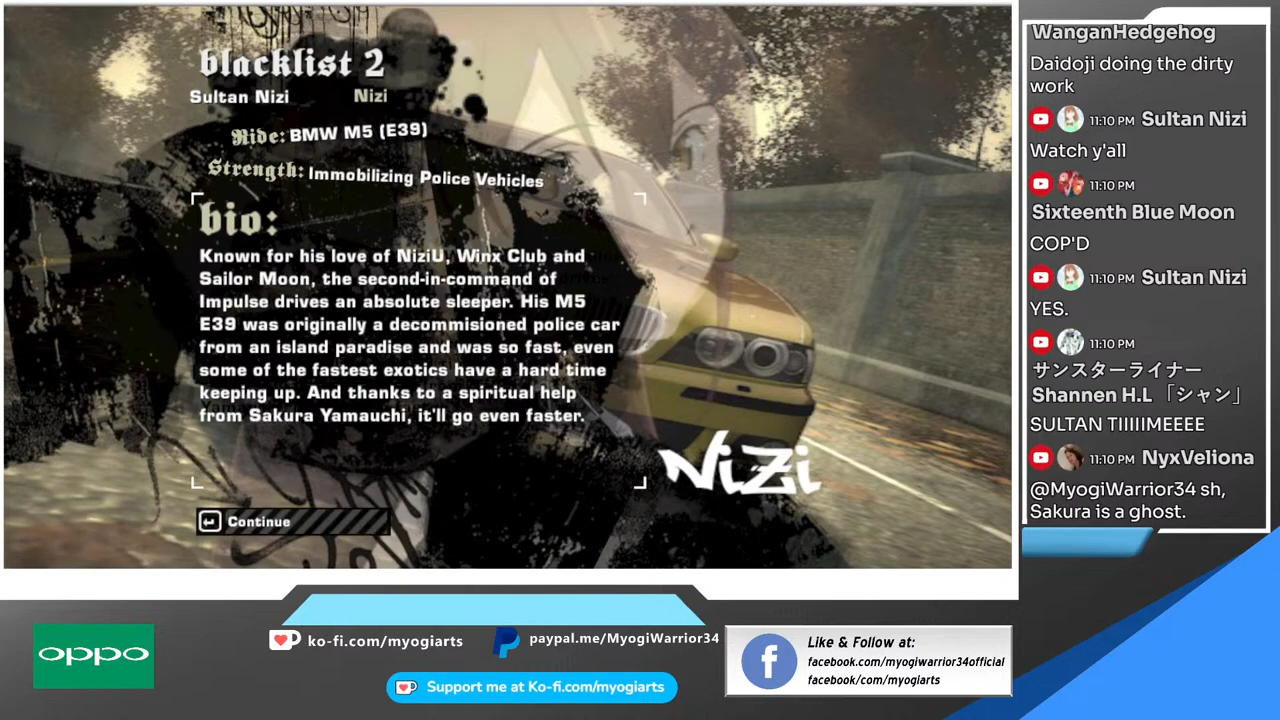 blacklist 2
Sultan Nizi Nizi
Ride: BMW M5 (E39)
Strength: Immobilizing Police Vehicles
bio:
Known for his love of NiziU, Winx Club and
Sailor Moon, the second-in-command of
Impulse drives an absolute sleeper. His M5
E39 was originally a decommisioned police car
from an island paradise and was so fast, even
some of the fastest exotics have a hard time
keeping up. And thanks to a spiritual help
from Sakura Yamauchi, it'll go even faster.
NiZi
Continue
WanganHedgehog
Daidoji doing the dirty
work
11:10 PM Sultan Nizi
Watch y'all
11:10 PM
Sixteenth Blue Moon
COP'D
11:10 PM Sultan Nizi
YES.
11:10 PM
サンスターライナー
Shannen H.L「シャン」
SULTAN TIIIIMEEEE
11:10 PM NyxVeliona
@MyogiWarrior34 sh,
Sakura is a ghost.
oppo
ko-fi.com/myogiarts
paypal.me/MyogiWarrior34
Support me at Ko-fi.com/myogiarts
Like & Follow at:
facebook.com/myogiwarrior34official
facebook/com/myogiarts